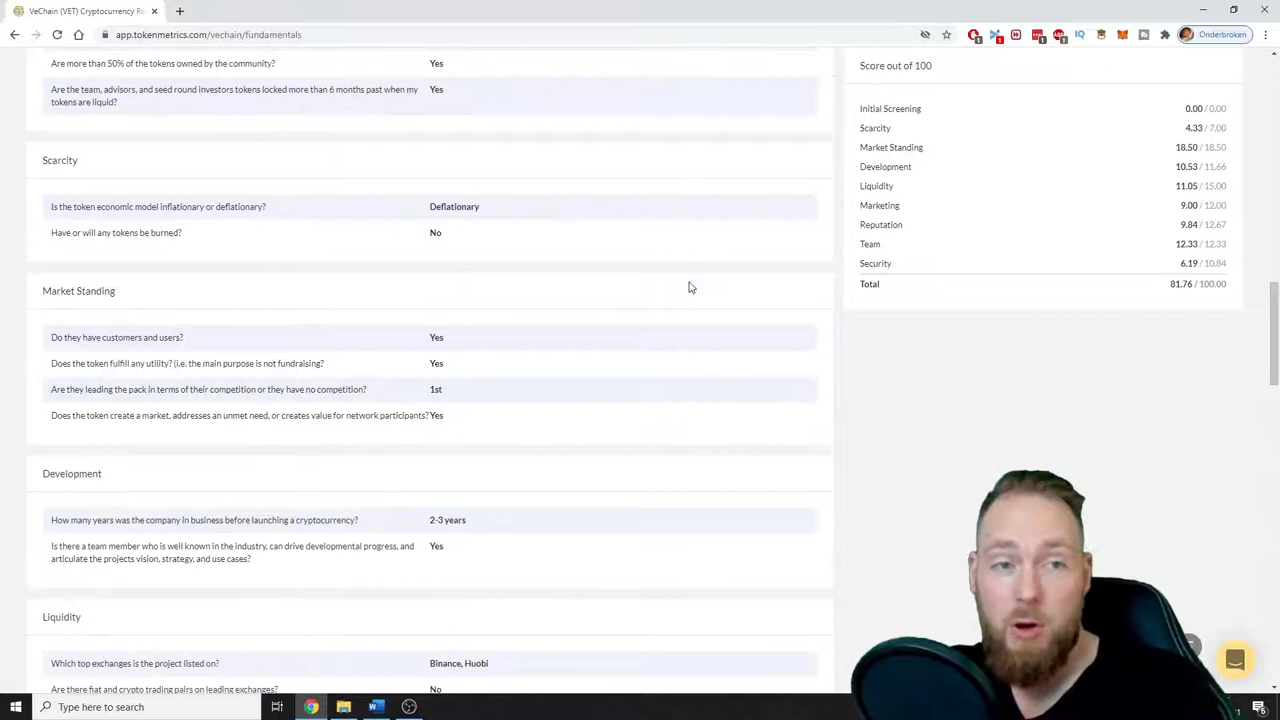 VeChain (VET) Cryptocurrency Ra
app.tokenmetrics.com/vechain/fundamentals
Onderbroken
Are more than 50% of the tokens owned by the community? Yes
Are the team, advisors, and seed round investors tokens locked more than 6 months past when my Yes
tokens are liquid?
Scarcity
Is the token economic model inflationary or deflationary? Deflationary
Have or will any tokens be burned? No
Market Standing
Do they have customers and users? Yes
Does the token fulfill any utility? (i.e. the main purpose is not fundraising? Yes
Are they leading the pack in terms of their competition or they have no competition? 1st
Does the token create a market, addresses an unmet need, or creates value for network participants? Yes
Development
How many years was the company in business before launching a cryptocurrency? 2-3 years
Is there a team member who is well known in the industry, can drive developmental progress, and Yes
articulate the projects vision, strategy, and use cases?
Liquidity
Which top exchanges is the project listed on? Binance, Huobi
Are there fiat and crypto trading pairs on leading exchanges? No
Score out of 100
Initial Screening 0.00 / 0.00
Scarcity 4.33 / 7.00
Market Standing 18.50 / 18.50
Development 10.53 / 11.66
Liquidity 11.05 / 15.00
Marketing 9.00 / 12.00
Reputation 9.84 / 12.67
Team 12.33 / 12.33
Security 6.19 / 10.84
Total 81.76 / 100.00
Type here to search